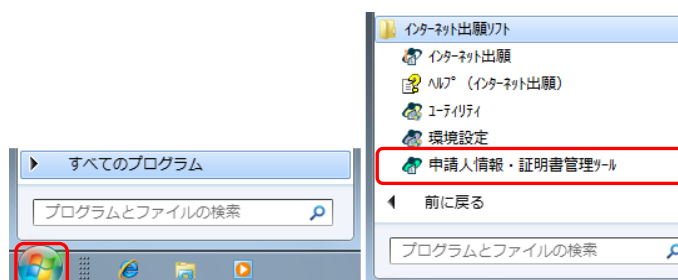 すべてのプログラム
プログラムとファイルの検索
インターネット出願ソフト
インターネット出願
ヘルプ (インターネット出願)
ユーティリティ
環境設定
申請人情報・証明書管理ツール
前に戻る
プログラムとファイルの検索